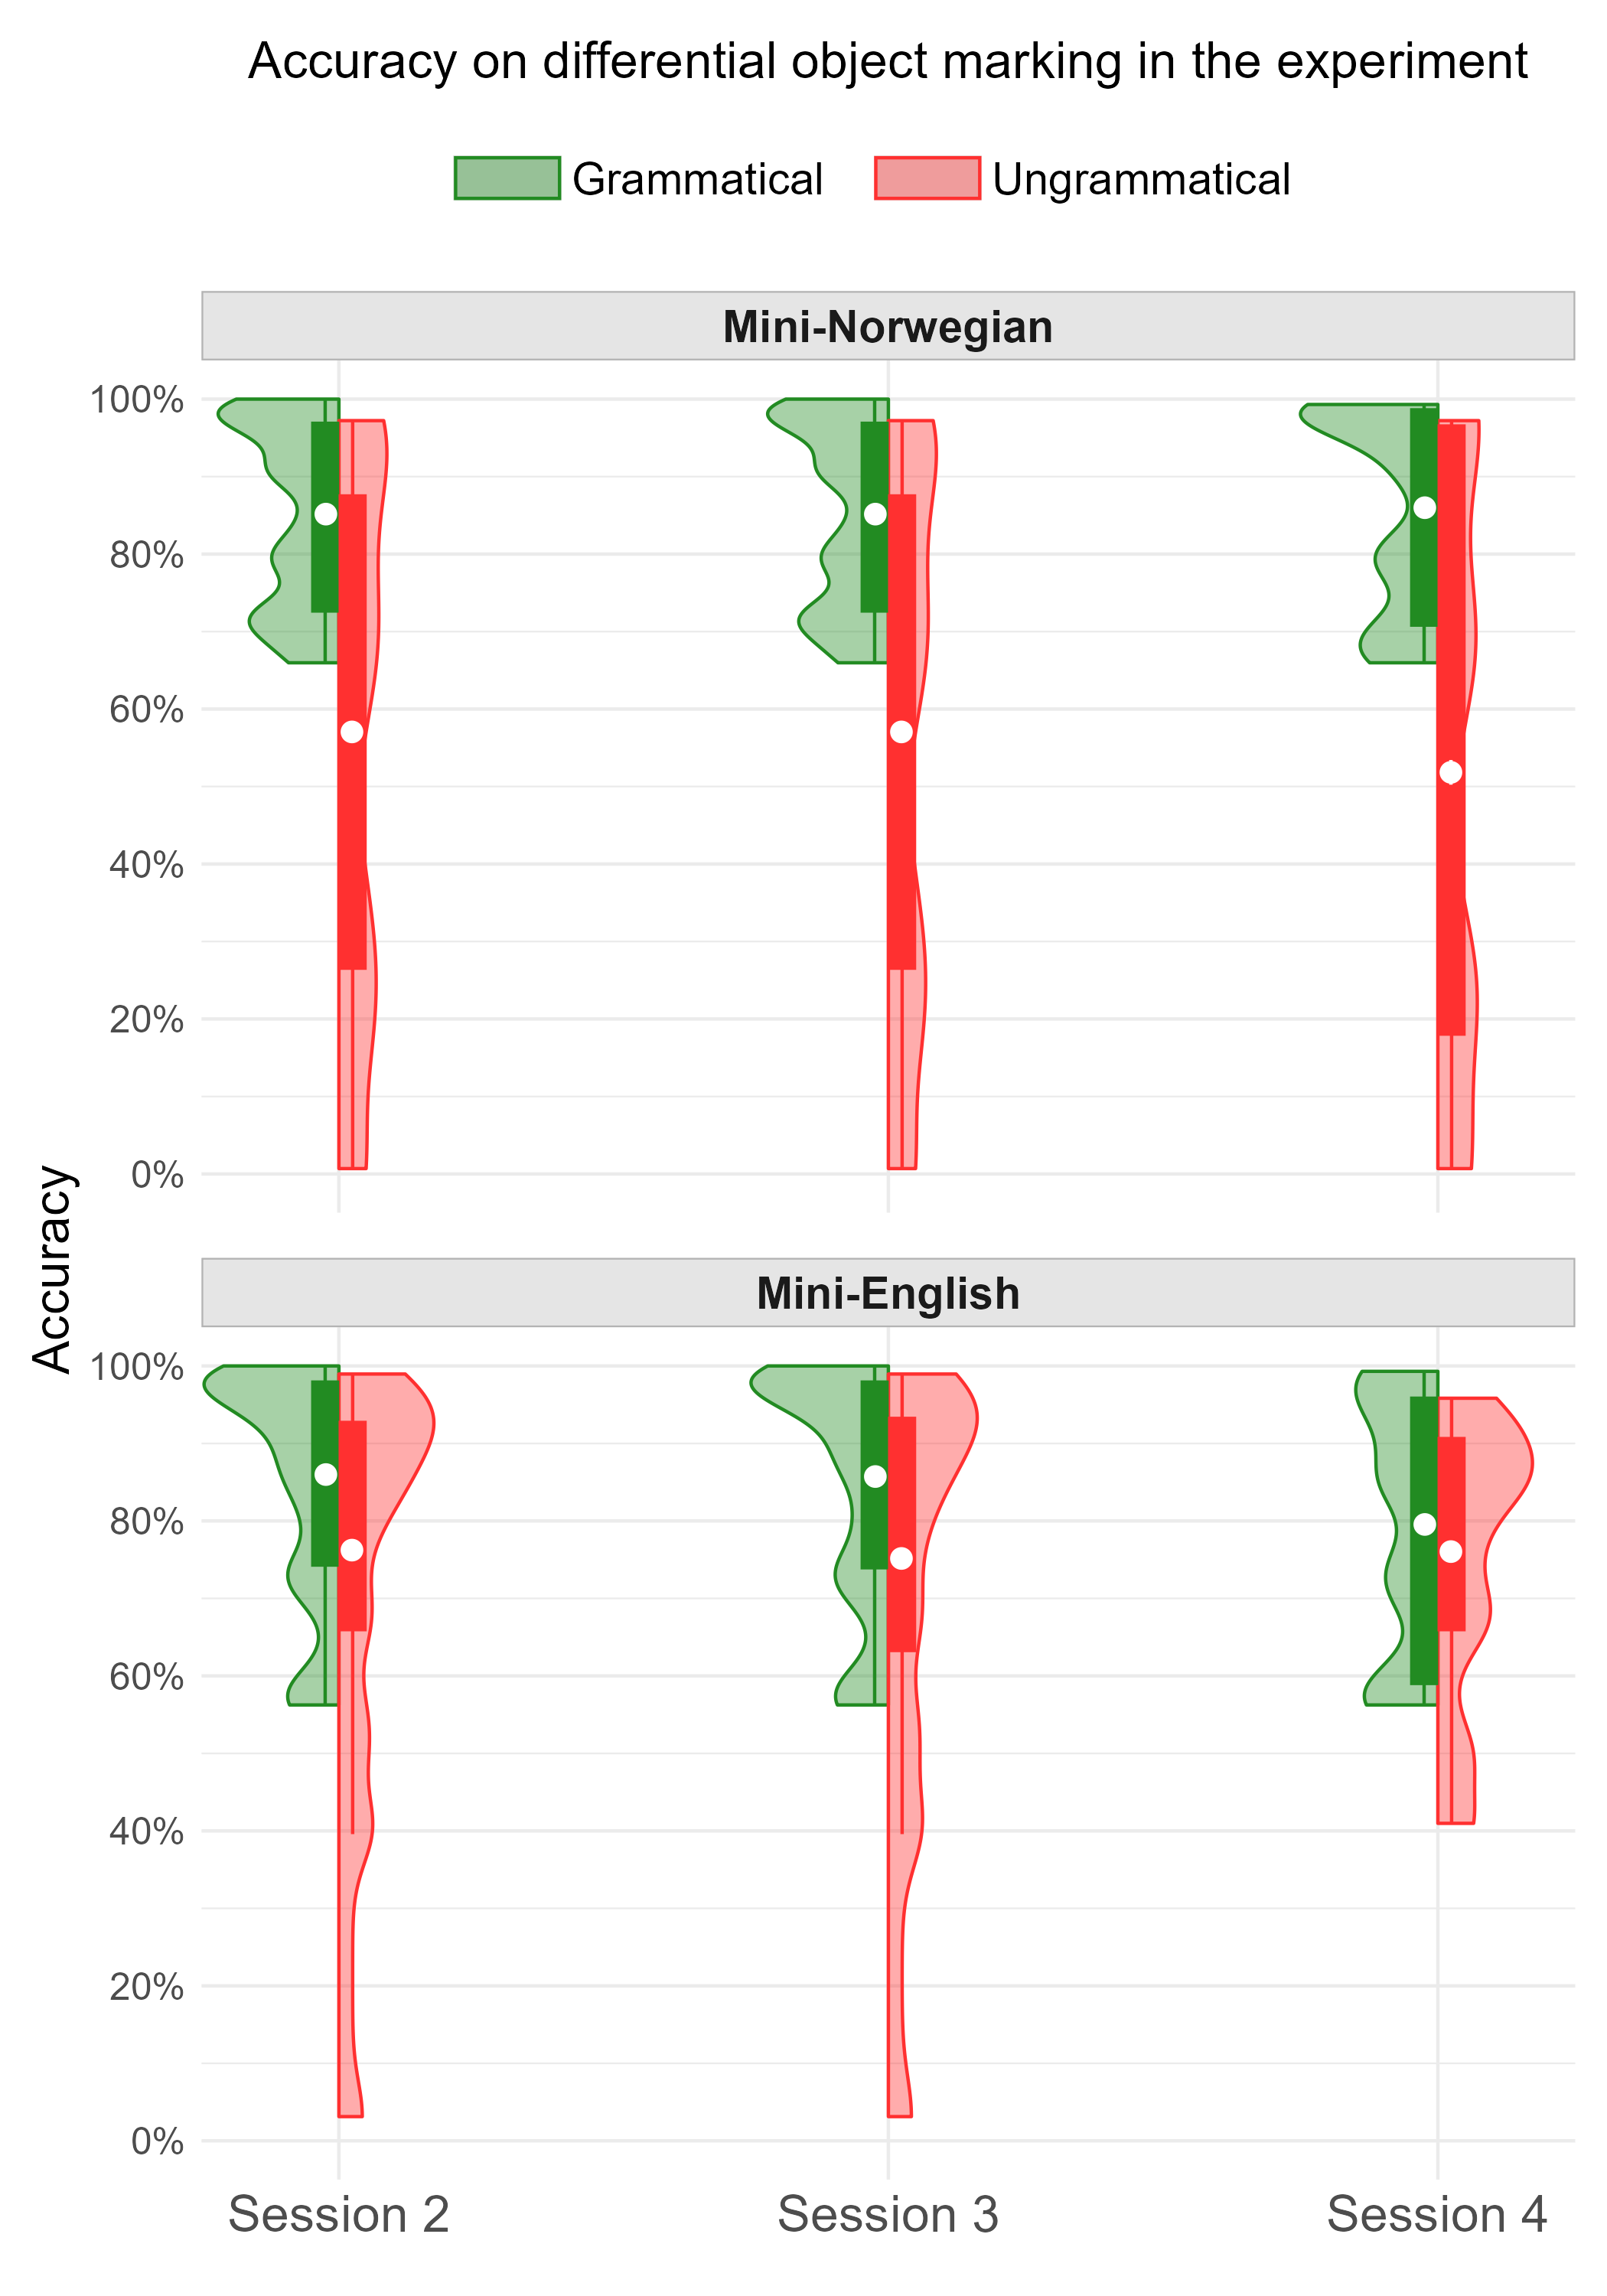 Accuracy on differential object marking in the experiment
Grammatical Ungrammatical
Mini-Norwegian
100%
80%
60%
40%
20%
0%
Accuracy
Mini-English
100%
80%
60%
40%
20%
0%
Session 2 Session 3 Session 4